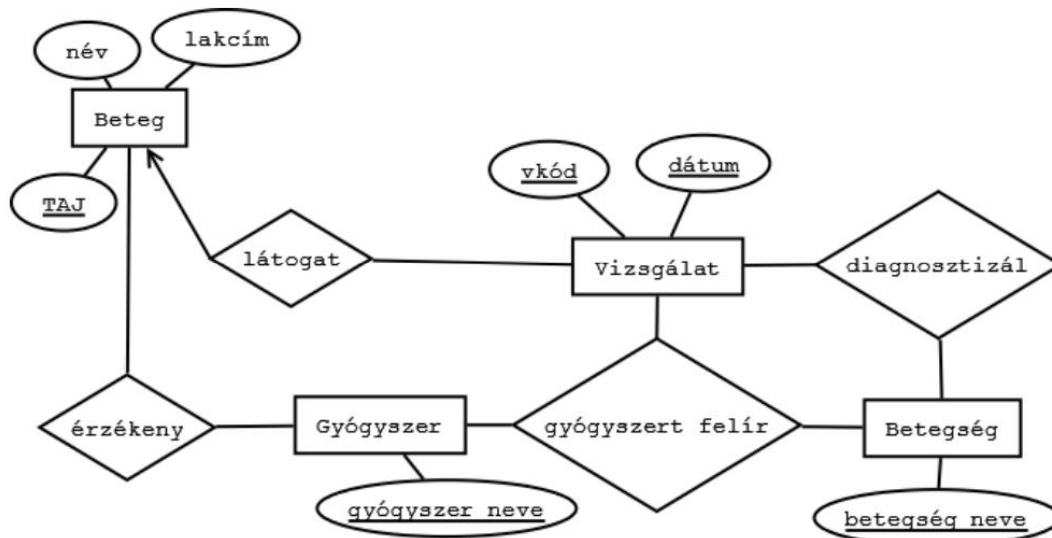 név
lakcím
Beteg
TAJ
vkód
dátum
látogat
Vizsgálat
diagnosztizál
érzékeny
Gyógyszer
gyógyszert felír
Betegség
gyógyszer neve
betegség neve